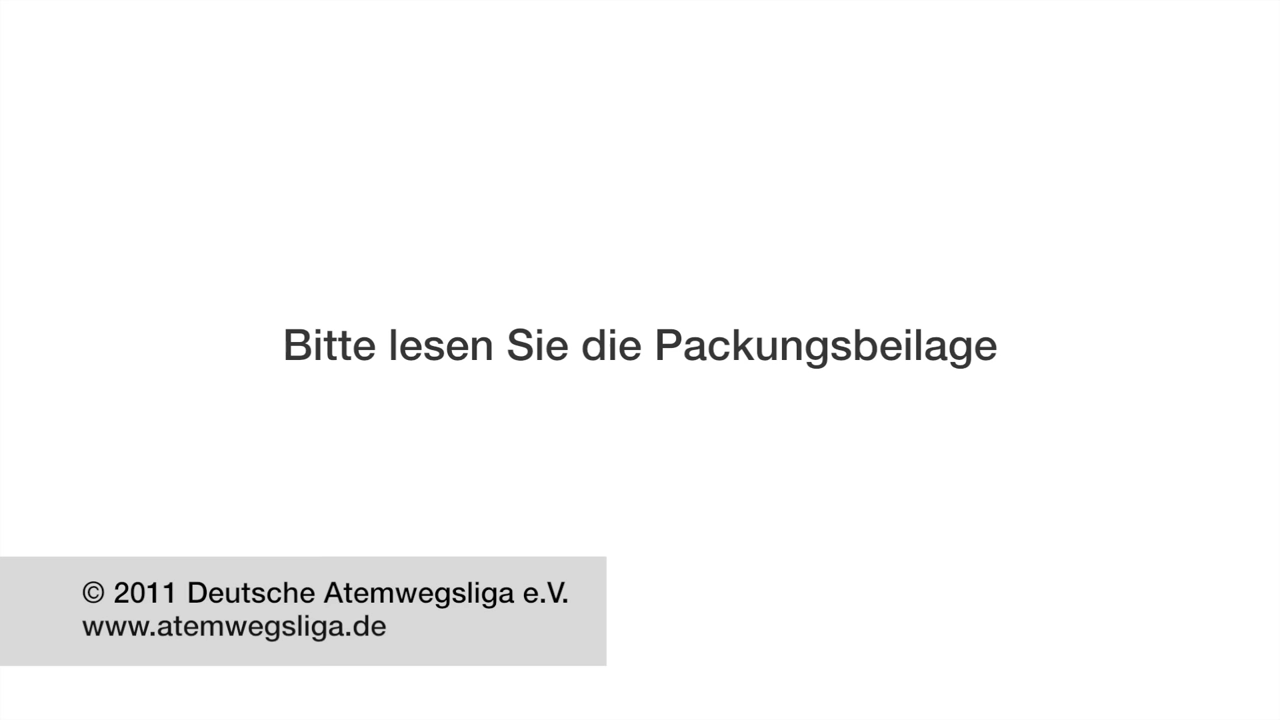 Bitte lesen Sie die Packungsbeilage
© 2011 Deutsche Atemwegsliga e.V.
www.atemwegsliga.de